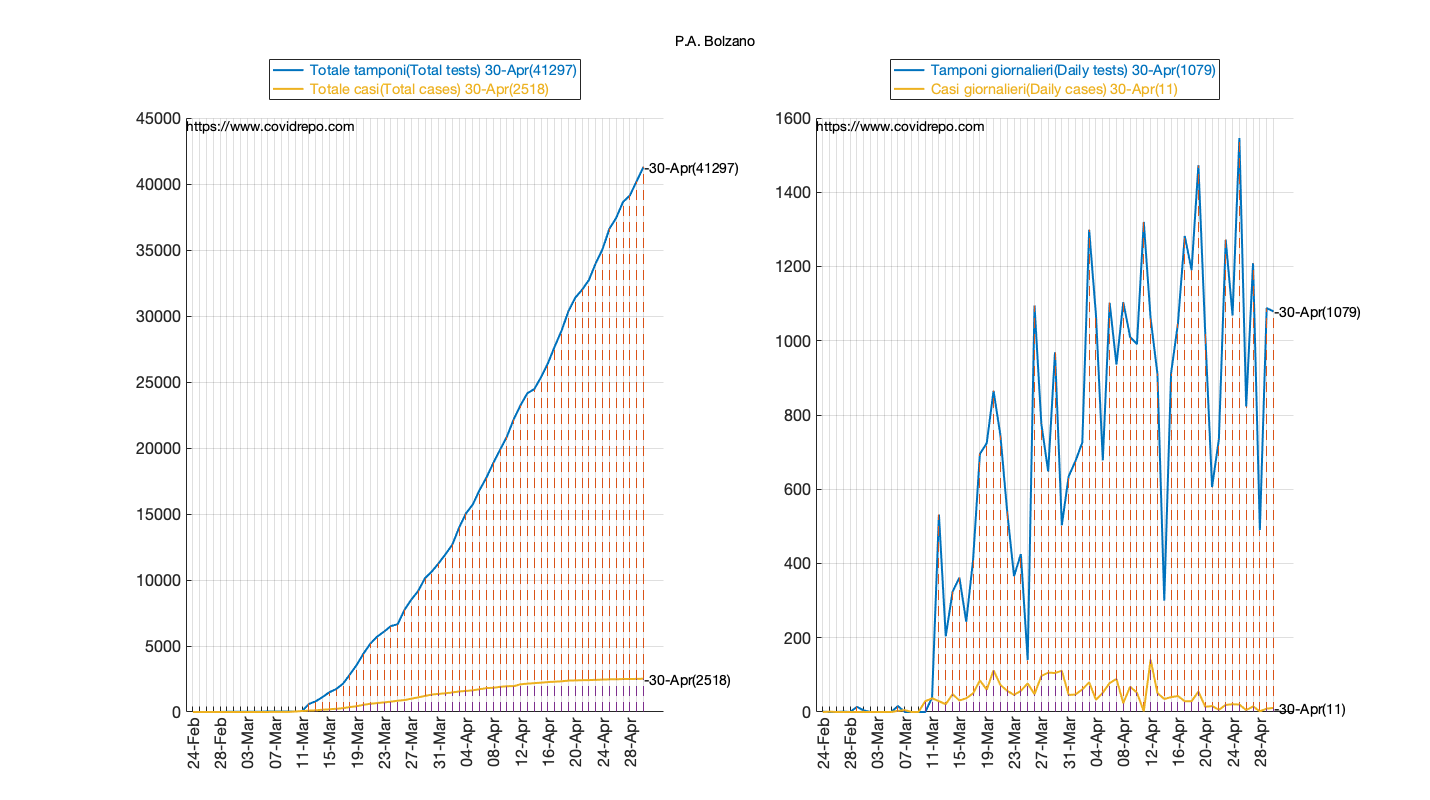 P.A. Bolzano
Totale tamponi(Total tests) 30-Apr(41297)
Totale casi(Total cases) 30-Apr(2518)
https://www.covidrepo.com
45000
40000
35000
30000
25000
20000
15000
10000
5000
0
-30-Apr(41297)
-30-Apr(2518)
24-Feb
28-Feb
03-Mar
07-Mar
11-Mar
15-Mar
19-Mar
23-Mar
27-Mar
31-Mar
04-Apr
08-Apr
12-Apr
16-Apr
20-Apr
24-Apr
28-Apr
Tamponi giornalieri(Daily tests) 30-Apr(1079)
Casi giornalieri(Daily cases) 30-Apr(11)
https://www.covidrepo.com
1600
1400
1200
1000
800
600
400
200
0
-30-Apr(1079)
-30-Apr(11)
24-Feb
28-Feb
03-Mar
07-Mar
11-Mar
15-Mar
19-Mar
23-Mar
27-Mar
31-Mar
04-Apr
08-Apr
12-Apr
16-Apr
20-Apr
24-Apr
28-Apr